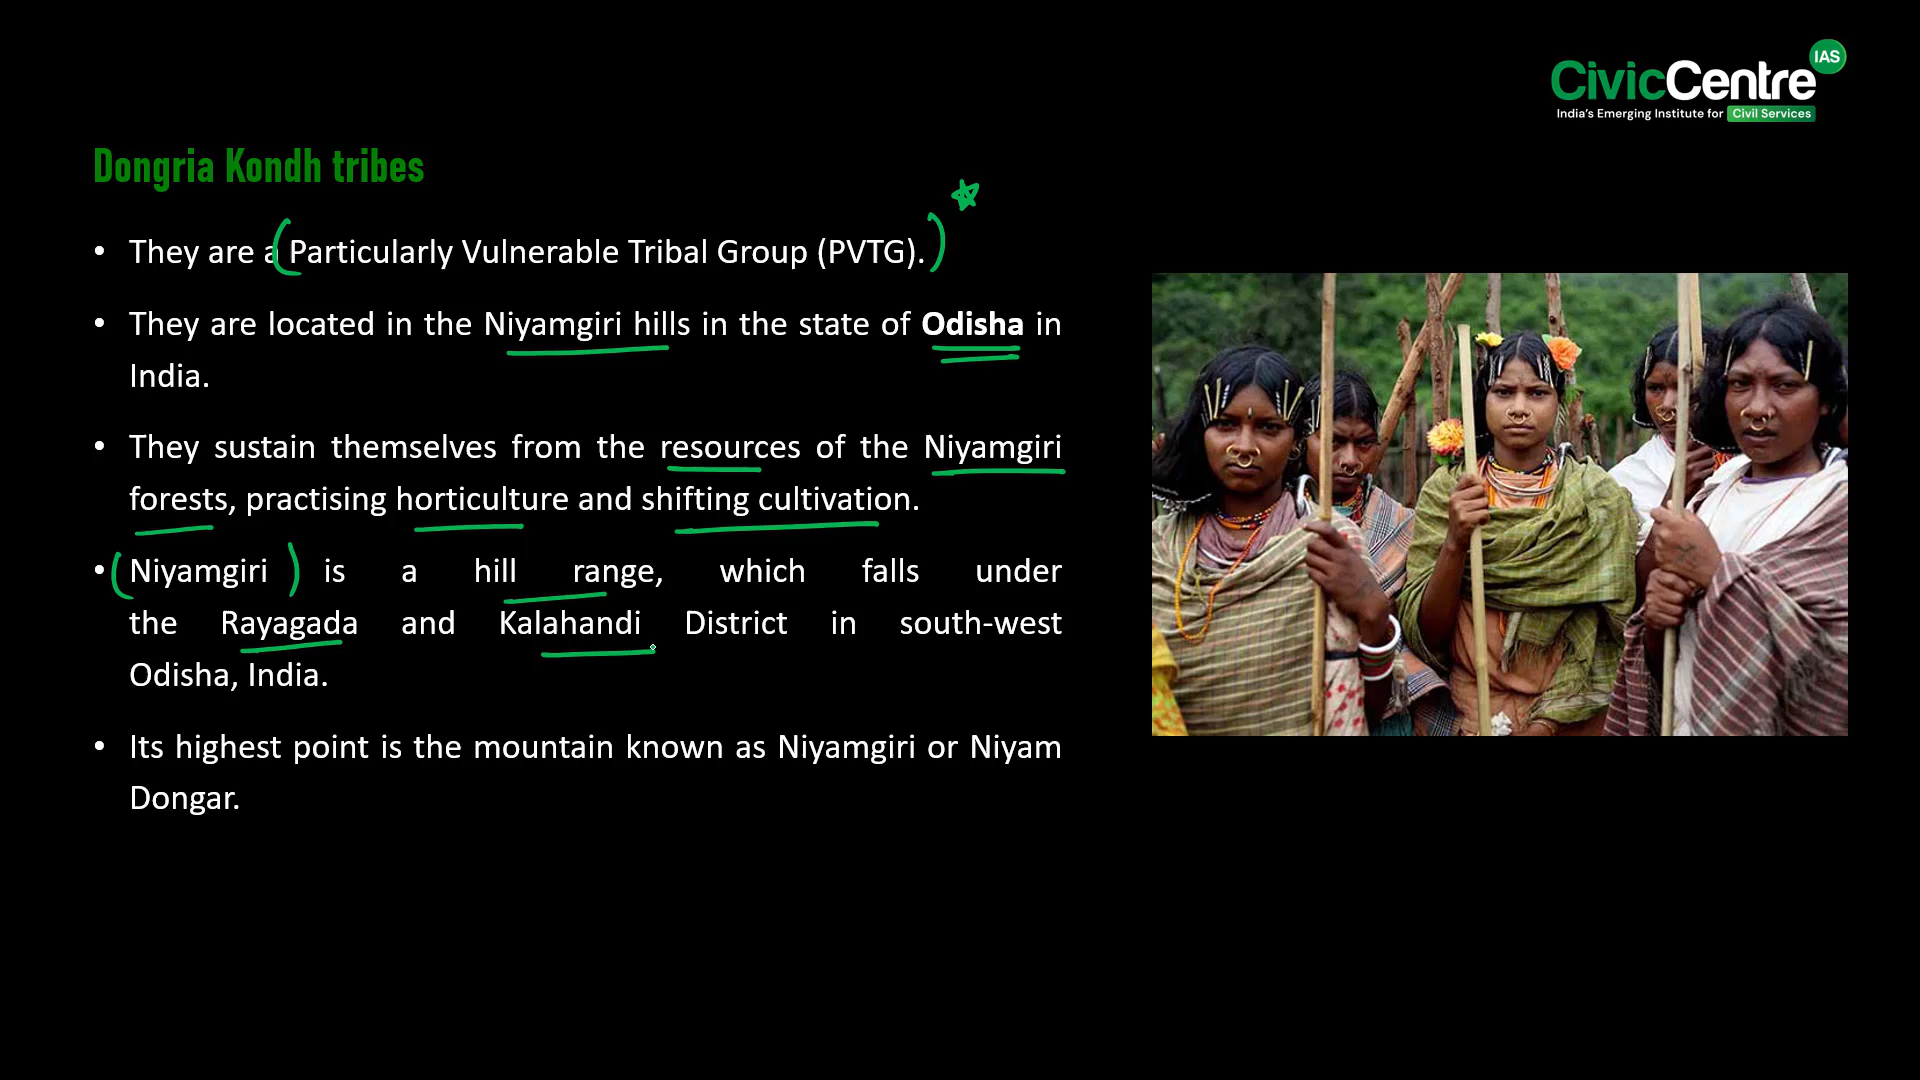 IAS
CivicCentre
India's Emerging Institute for Civil Services
Dongria Kondh tribes
• They are a Particularly Vulnerable Tribal Group (PVTG).
• They are located in the Niyamgiri hills in the state of Odisha in
India.
• They sustain themselves from the resources of the Niyamgiri
forests, practising horticulture and shifting cultivation.
• Niyamgiri is a hill range, which falls under
the Rayagada and Kalahandi District in south-west
Odisha, India.
• Its highest point is the mountain known as Niyamgiri or Niyam
Dongar.